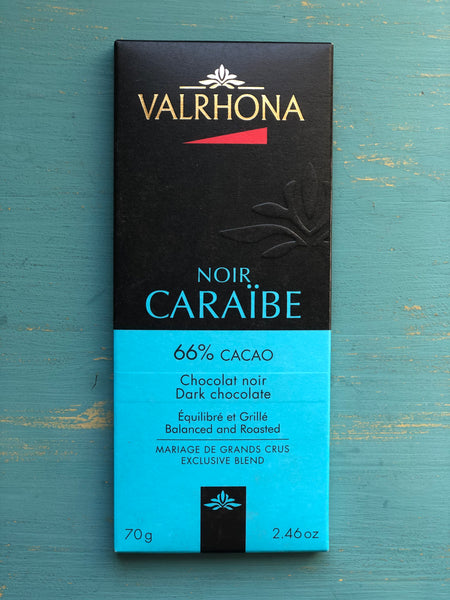 VALRHONA
NOIR
CARAÏBE
66% CACAO
Chocolat noir
Dark chocolate
Équilibré et Grillé
Balanced and Roasted
MARIAGE DE GRANDS CRUS
EXCLUSIVE BLEND
70g 2.46oz